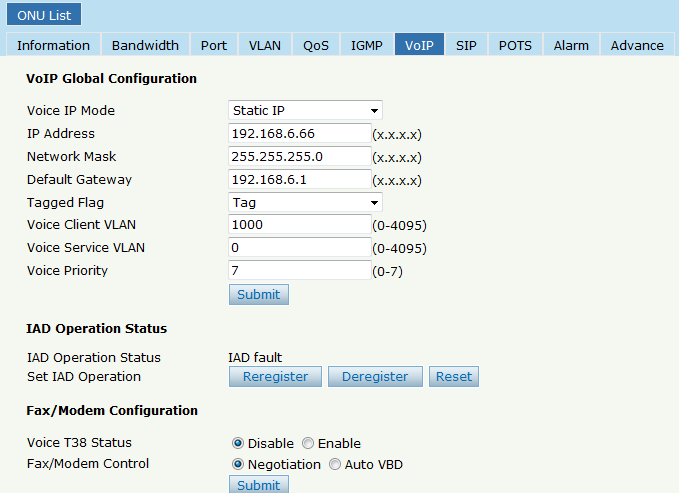 ONU List
Information Bandwidth Port VLAN QoS IGMP VoIP SIP POTS Alarm Advance
VoIP Global Configuration
Voice IP Mode Static IP
IP Address 192.168.6.66 (x.x.x.x)
Network Mask 255.255.255.0 (x.x.x.x)
Default Gateway 192.168.6.1 (x.x.x.x)
Tagged Flag Tag
Voice Client VLAN 1000 (0-4095)
Voice Service VLAN 0 (0-4095)
Voice Priority 7 (0-7)
Submit
IAD Operation Status
IAD Operation Status IAD fault
Set IAD Operation Reregister Deregister Reset
Fax/Modem Configuration
Voice T38 Status Disable Enable
Fax/Modem Control Negotiation Auto VBD
Submit